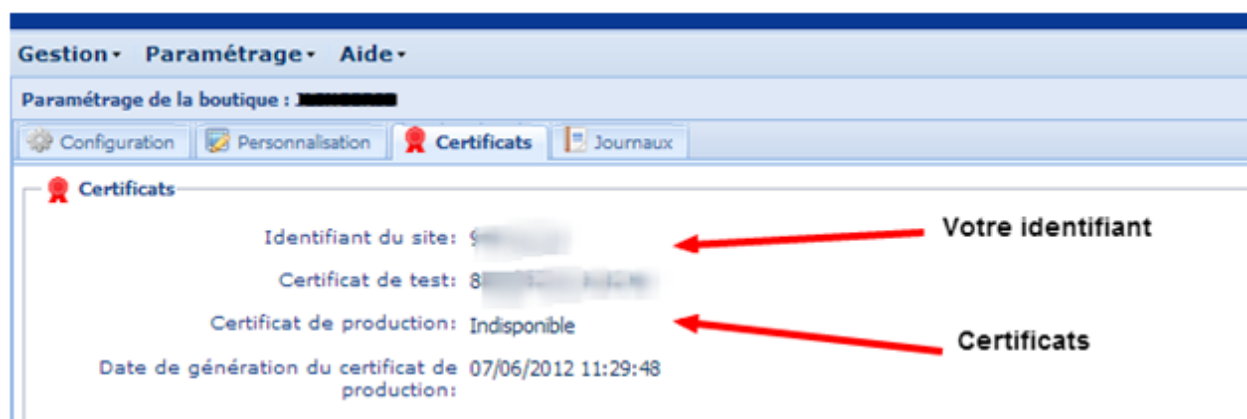 Gestion Paramétrage Aide
Paramétrage de la boutique :
Configuration Personnalisation Certificats Journaux
Certificats
Identifiant du site:
Votre identifiant
Certificat de test:
Certificat de production: Indisponible
Certificats
Date de génération du certificat de production: 07/06/2012 11:29:48